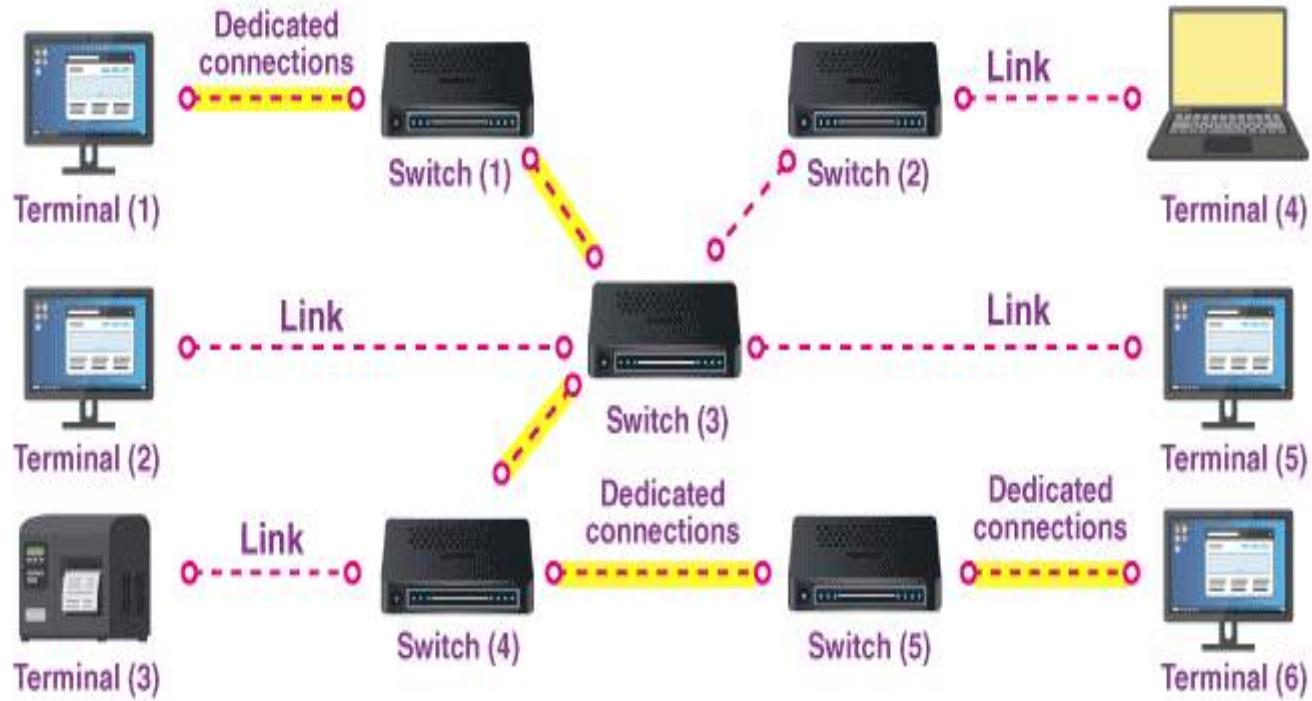 Dedicated
connections
Link
Switch (1)
Switch (2)
Terminal (1)
Terminal (4)
Link
Link
Switch (3)
Terminal (2)
Terminal (5)
Dedicated
connections
Dedicated
connections
Link
Switch (4)
Switch (5)
Terminal (3)
Terminal (6)